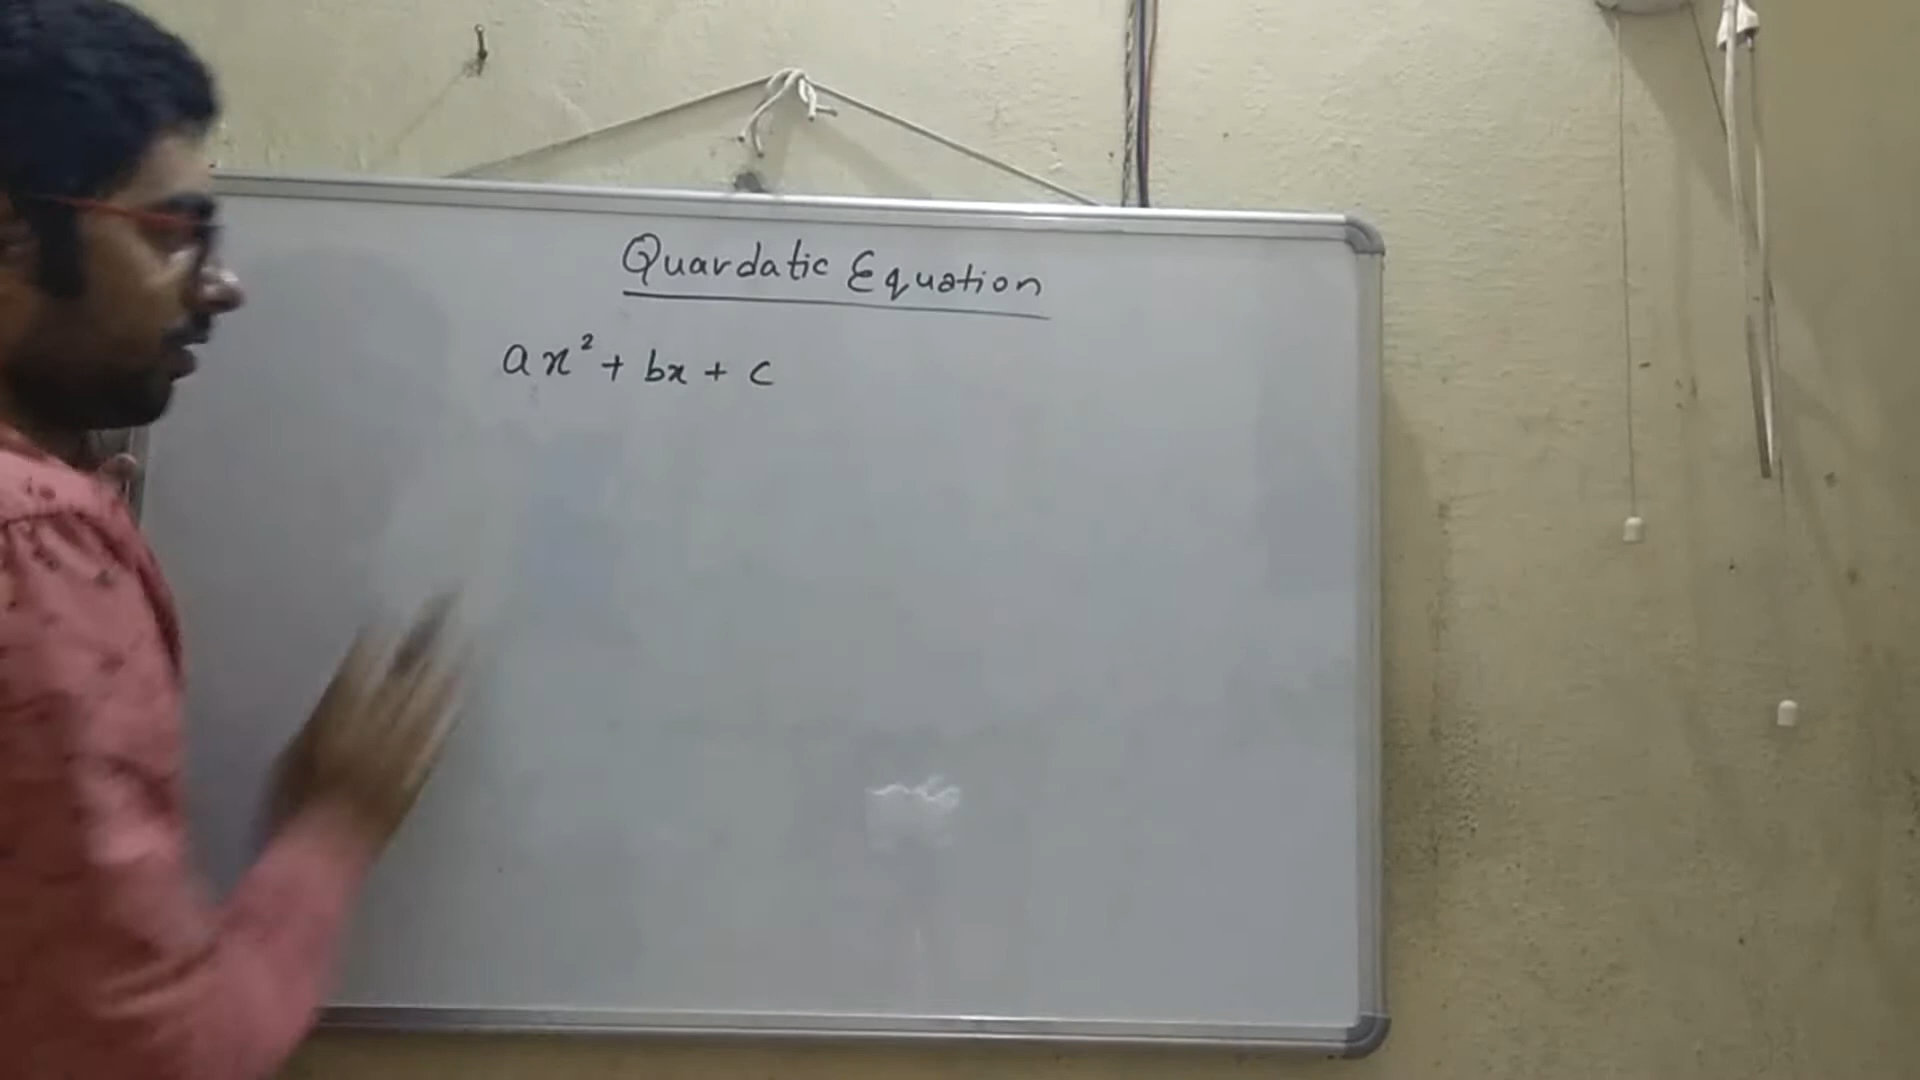 Quardatic Equation
ax² + bx + c